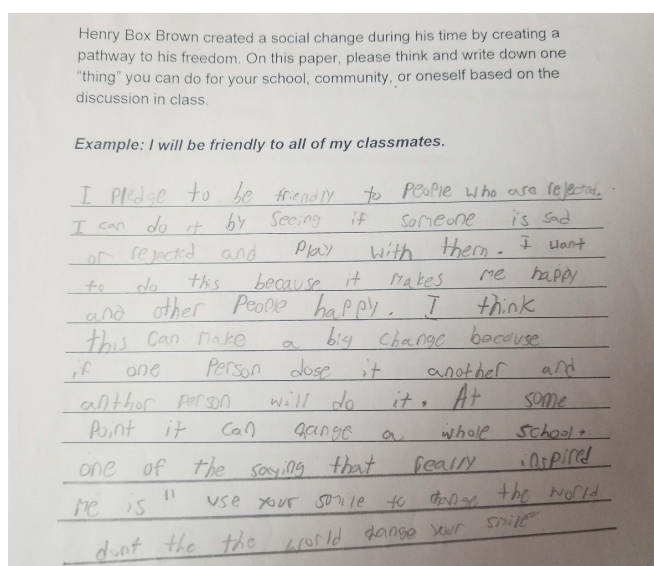 Henry Box Brown created a social change during his time by creating a
pathway to his freedom. On this paper, please think and write down one
"thing" you can do for your school, community, or oneself based on the
discussion in class.
Example: I will be friendly to all of my classmates.
I Pledge to be friendly to People who are rejected.
I can do it by Seeing if someone is sad
or rejected and Play with them. I want
to do this because it makes me happy
and other People happy. I think
this Can make a big change because
if one Person dose it another and
anthor person will do it. At some
Point it can gange a whole school.
one of the saying that really inspired
me is " use your smile to change the world
dont the the world change your smile"